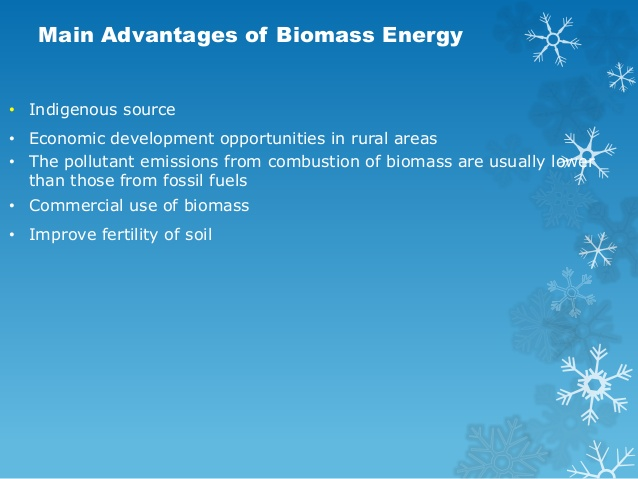 Main Advantages of Biomass Energy
• Indigenous source
• Economic development opportunities in rural areas
• The pollutant emissions from combustion of biomass are usually lower
than those from fossil fuels
• Commercial use of biomass
• Improve fertility of soil